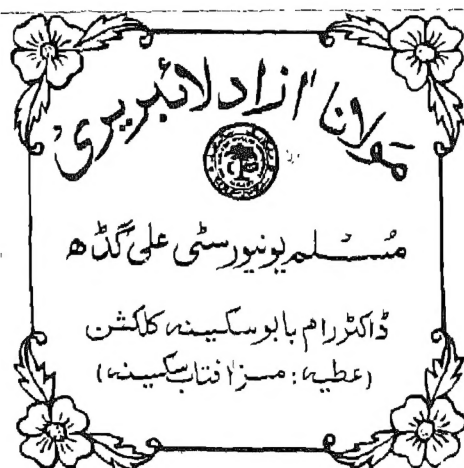 مولانا آزاد لائبریری
مسلم یونیورسٹی علی گڈھ
ڈاکٹر رام بابو سکسینہ کلکشن
(عطیہ: مسز آفتاب سکسینہ)